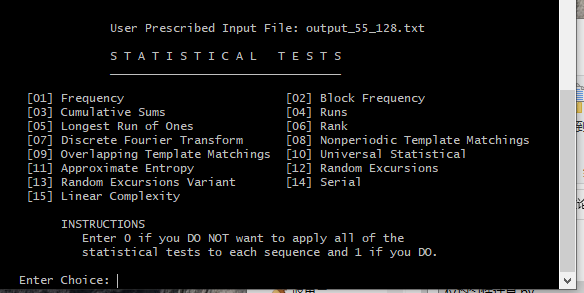 User Prescribed Input File: output_55_128.txt
S T A T I S T I C A L   T E S T S
[01] Frequency [02] Block Frequency
[03] Cumulative Sums [04] Runs
[05] Longest Run of Ones [06] Rank
[07] Discrete Fourier Transform [08] Nonperiodic Template Matchings
[09] Overlapping Template Matchings [10] Universal Statistical
[11] Approximate Entropy [12] Random Excursions
[13] Random Excursions Variant [14] Serial
[15] Linear Complexity
INSTRUCTIONS
Enter 0 if you DO NOT want to apply all of the
statistical tests to each sequence and 1 if you DO.
Enter Choice: